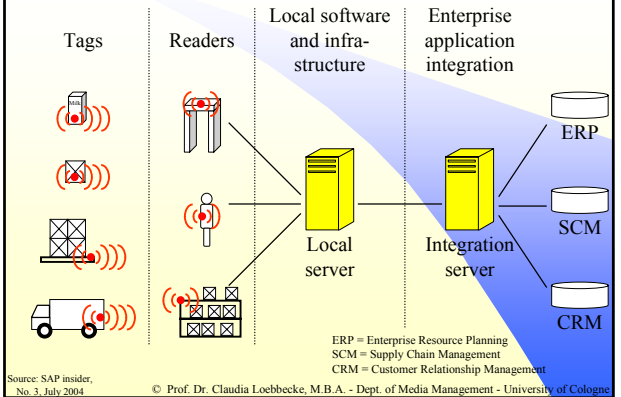 Tags
Readers
Local software
and infra-
structure
Enterprise
application
integration
Milk
ERP
SCM
CRM
Local
server
Integration
server
ERP = Enterprise Resource Planning
SCM = Supply Chain Management
CRM = Customer Relationship Management
Source: SAP insider,
No. 3, July 2004
© Prof. Dr. Claudia Loebbecke, M.B.A. - Dept. of Media Management - University of Cologne